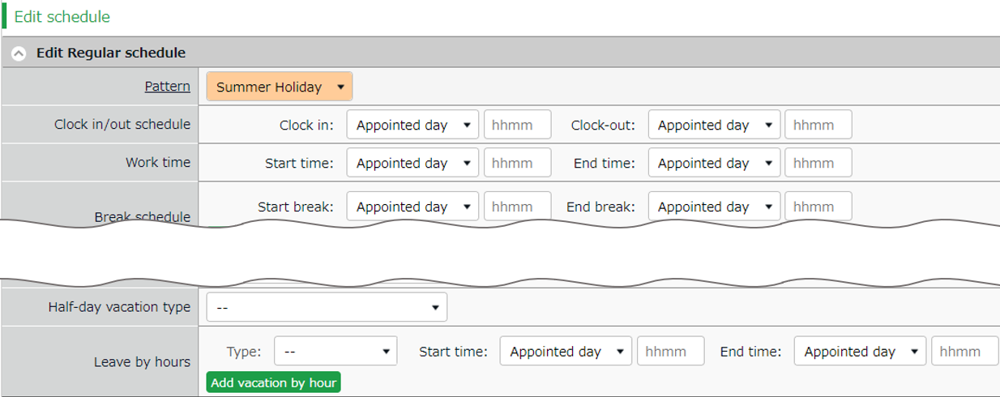 Edit schedule
Edit Regular schedule
Pattern Summer Holiday
Clock in/out schedule Clock in: Appointed day hhmm Clock-out: Appointed day hhmm
Work time Start time: Appointed day hhmm End time: Appointed day hhmm
Break schedule Start break: Appointed day hhmm End break: Appointed day hhmm
Half-day vacation type --
Leave by hours Type: -- Start time: Appointed day hhmm End time: Appointed day hhmm
Add vacation by hour